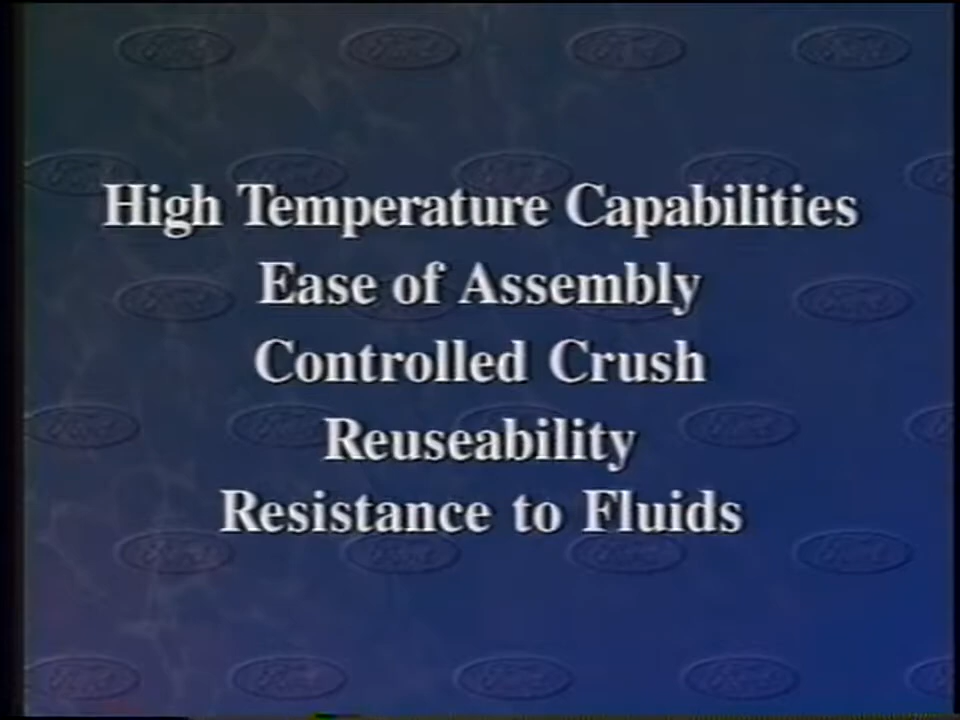 High Temperature Capabilities
Ease of Assembly
Controlled Crush
Reuseability
Resistance to Fluids